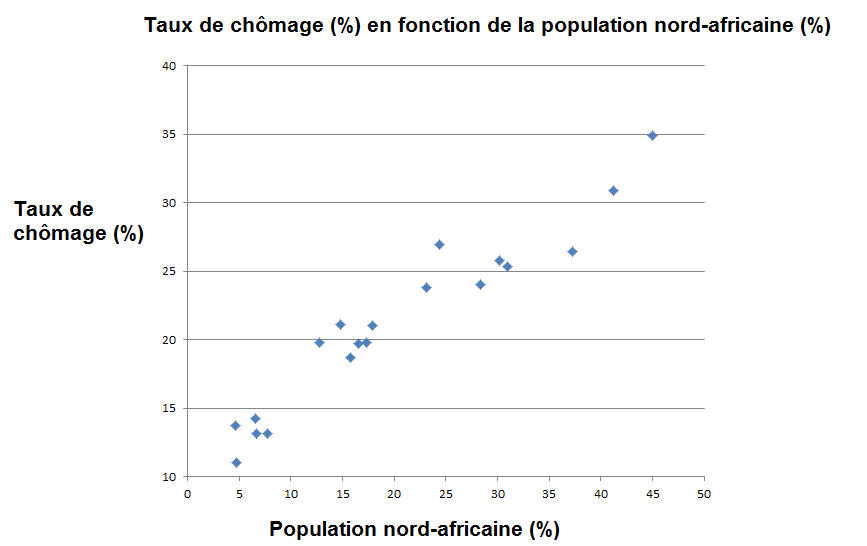 Taux de chômage (%) en fonction de la population nord-africaine (%)
40
35
30
Taux de
chômage (%)
25
20
15
10
0 5 10 15 20 25 30 35 40 45 50
Population nord-africaine (%)